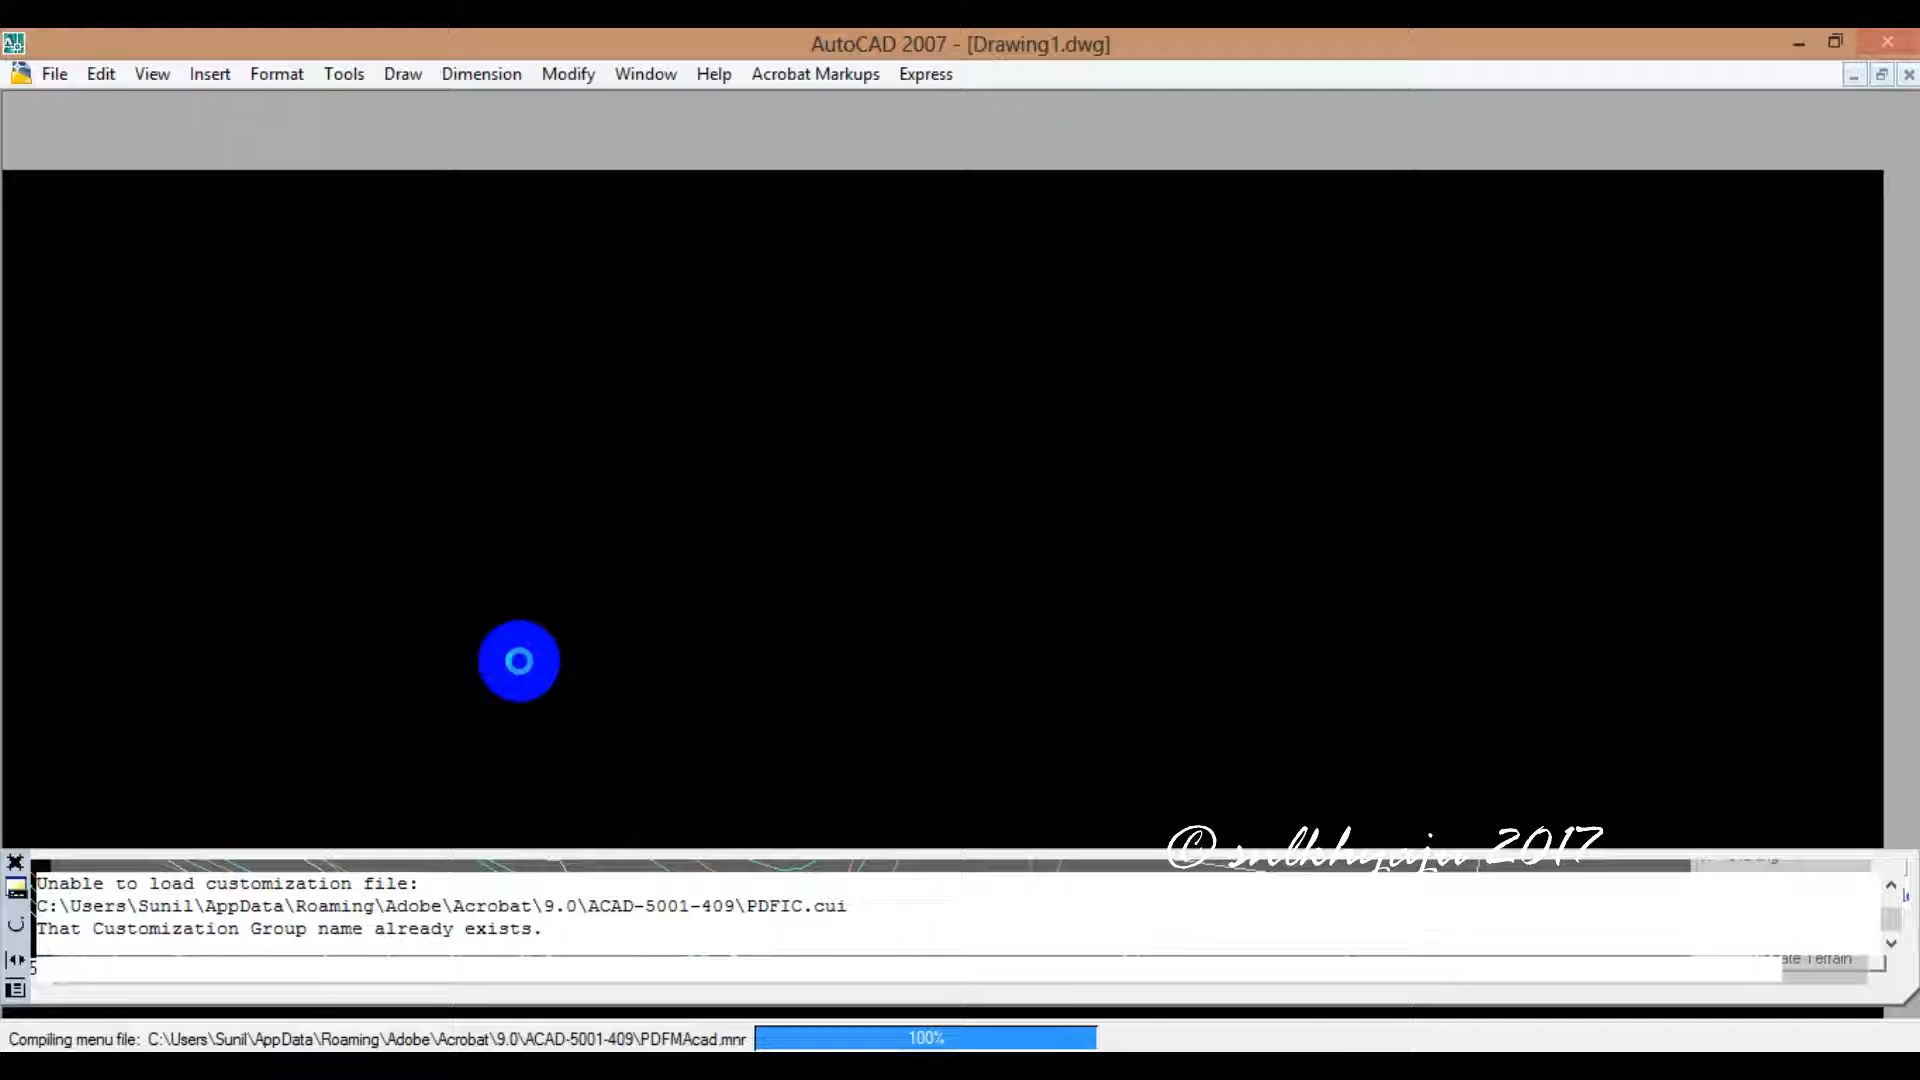 AutoCAD 2007 - [Drawing1.dwg]
File Edit View Insert Format Tools Draw Dimension Modify Window Help Acrobat Markups Express
© snlkhyaju 2017
Unable to load customization file:
C:\Users\Sunil\AppData\Roaming\Adobe\Acrobat\9.0\ACAD-5001-409\PDFIC.cui
That Customization Group name already exists.
Terrain
Compiling menu file: C:\Users\Sunil\AppData\Roaming\Adobe\Acrobat\9.0\ACAD-5001-409\PDFMAcad.mnr 100%